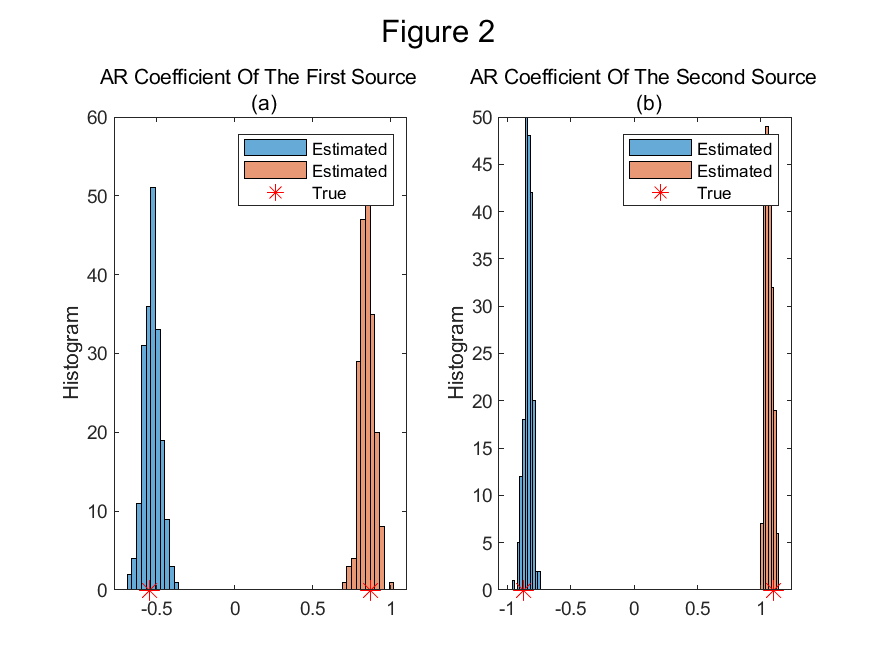 Figure 2
AR Coefficient Of The First Source
(a)
Histogram
60
50
40
30
20
10
0
-0.5
0
0.5
1
Estimated
Estimated
True
AR Coefficient Of The Second Source
(b)
Histogram
50
45
40
35
30
25
20
15
10
5
0
-1
-0.5
0
0.5
1
Estimated
Estimated
True